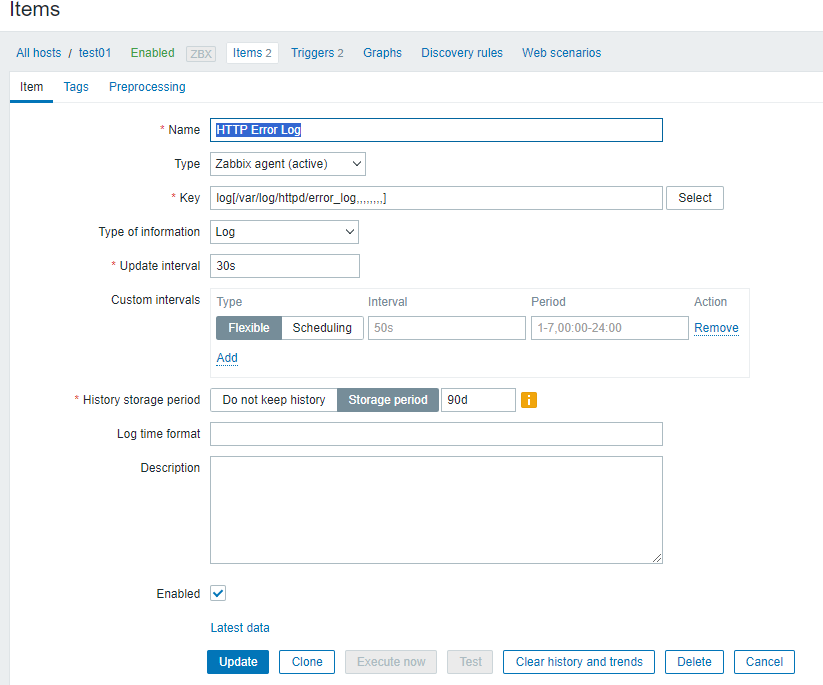 Items
All hosts / test01 Enabled ZBX Items 2 Triggers 2 Graphs Discovery rules Web scenarios
Item Tags Preprocessing
* Name HTTP Error Log
Type Zabbix agent (active)
* Key log[/var/log/httpd/error_log,,,,,,,,] Select
Type of information Log
* Update interval 30s
Custom intervals Type Interval Period Action
Flexible Scheduling 50s 1-7,00:00-24:00 Remove
Add
* History storage period Do not keep history Storage period 90d i
Log time format
Description
Enabled
Latest data
Update Clone Execute now Test Clear history and trends Delete Cancel